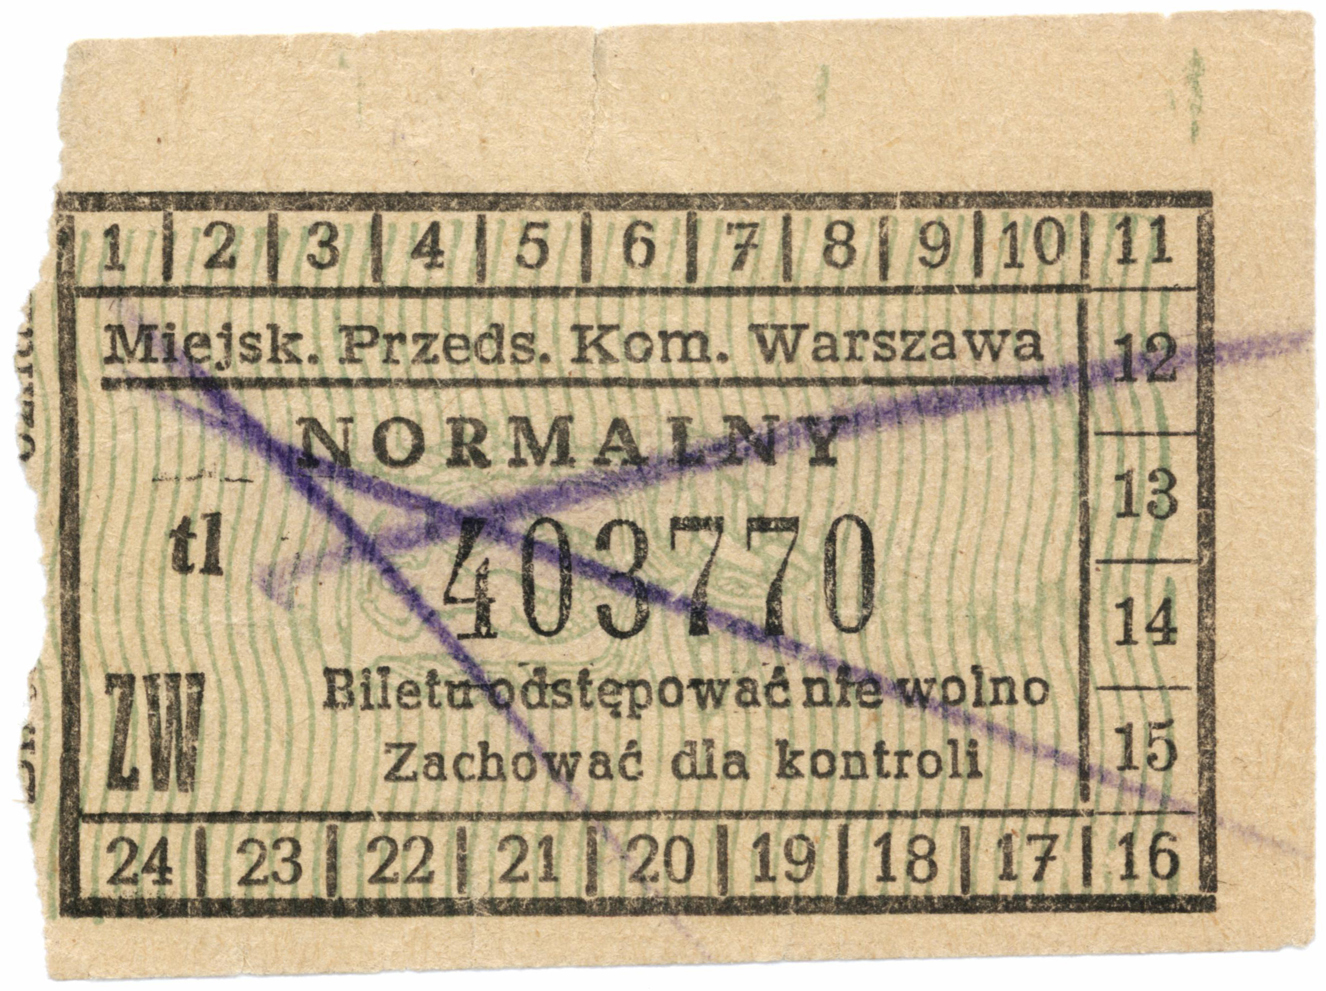 1 | 2 | 3 | 4 | 5 | 6 | 7 | 8 | 9 | 10 | 11
Miejsk. Przeds. Kom. Warszawa
12
NORMALNY
13
tl
403770
14
ZW
Biletu odstępować nie wolno
15
Zachować dla kontroli
24 | 23 | 22 | 21 | 20 | 19 | 18 | 17 | 16